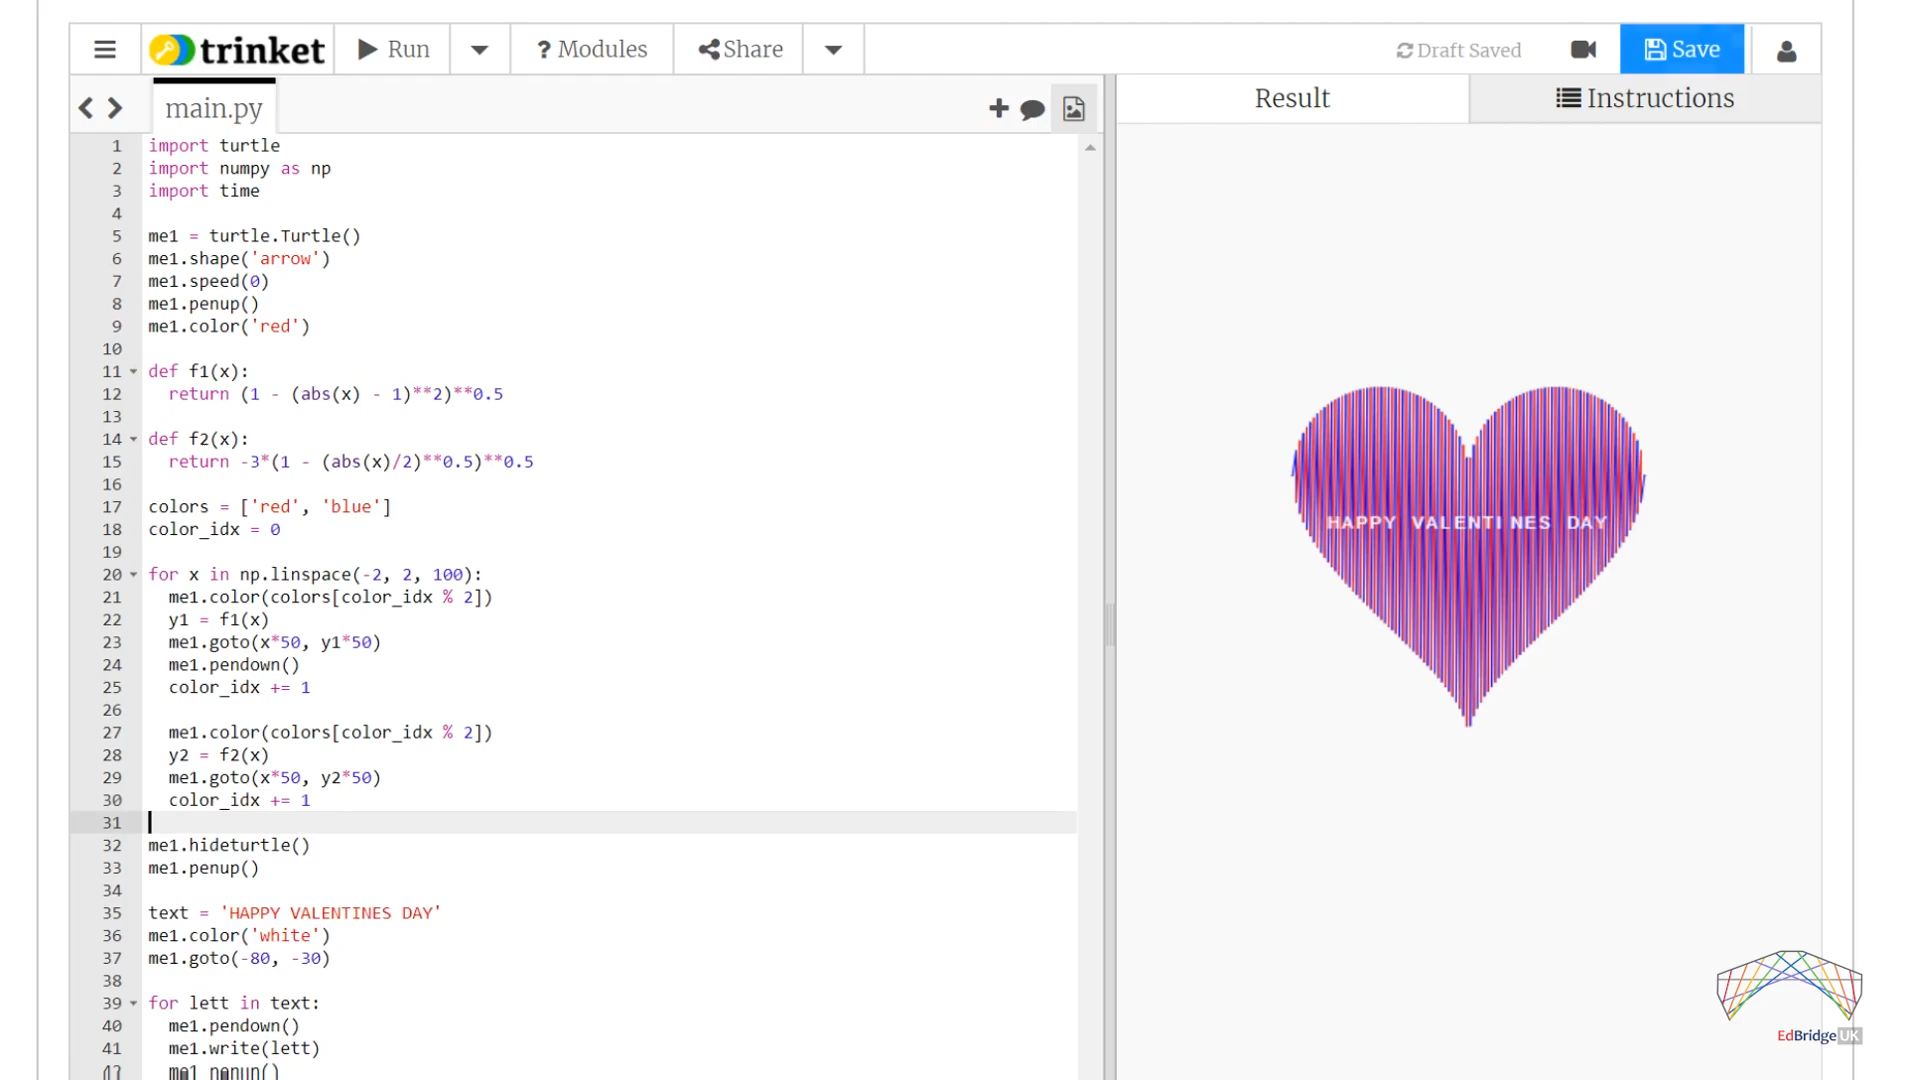 trinket Run ? Modules Share Draft Saved Save
main.py
Result Instructions
1 import turtle
2 import numpy as np
3 import time
4
5 me1 = turtle.Turtle()
6 me1.shape('arrow')
7 me1.speed(0)
8 me1.penup()
9 me1.color('red')
10
11 def f1(x):
12 return (1 - (abs(x) - 1)**2)**0.5
13
14 def f2(x):
15 return -3*(1 - (abs(x)/2)**0.5)**0.5
16
17 colors = ['red', 'blue']
18 color_idx = 0
19
20 for x in np.linspace(-2, 2, 100):
21 me1.color(colors[color_idx % 2])
22 y1 = f1(x)
23 me1.goto(x*50, y1*50)
24 me1.pendown()
25 color_idx += 1
26
27 me1.color(colors[color_idx % 2])
28 y2 = f2(x)
29 me1.goto(x*50, y2*50)
30 color_idx += 1
31
32 me1.hideturtle()
33 me1.penup()
34
35 text = 'HAPPY VALENTINES DAY'
36 me1.color('white')
37 me1.goto(-80, -30)
38
39 for lett in text:
40 me1.pendown()
41 me1.write(lett)
42 me1.penup()
HAPPY VALENTINES DAY
EdBridge UK